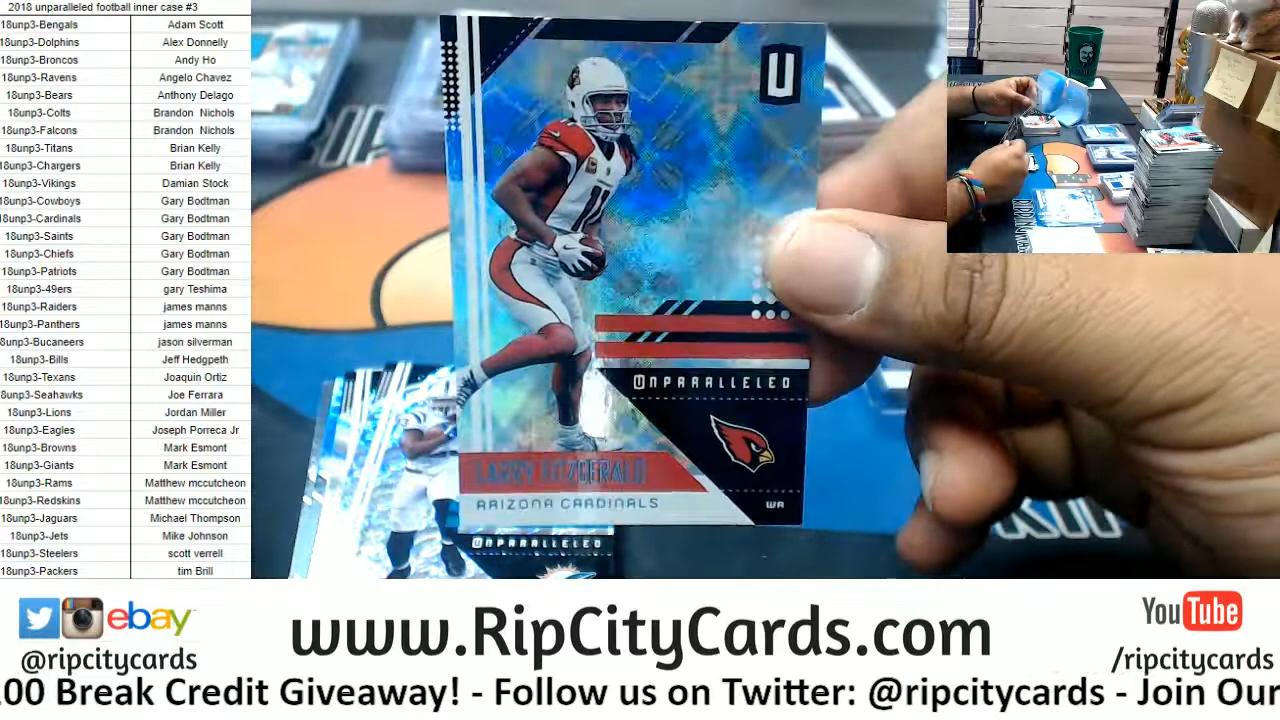 2018 unparalleled football inner case #3
18unp3-Bengals Adam Scott
18unp3-Dolphins Alex Donnelly
18unp3-Broncos Andy Ho
18unp3-Ravens Angelo Chavez
18unp3-Bears Anthony Delago
18unp3-Colts Brandon Nichols
18unp3-Falcons Brandon Nichols
18unp3-Titans Brian Kelly
18unp3-Chargers Brian Kelly
18unp3-Vikings Damian Stock
18unp3-Cowboys Gary Bodtman
18unp3-Cardinals Gary Bodtman
18unp3-Saints Gary Bodtman
18unp3-Chiefs Gary Bodtman
18unp3-Patriots Gary Bodtman
18unp3-49ers gary Teshima
18unp3-Raiders james manns
18unp3-Panthers james manns
18unp3-Bucaneers jason silverman
18unp3-Bills Jeff Hedgpeth
18unp3-Texans Joaquin Ortiz
18unp3-Seahawks Joe Ferrara
18unp3-Lions Jordan Miller
18unp3-Eagles Joseph Porreca Jr
18unp3-Browns Mark Esmont
18unp3-Giants Mark Esmont
18unp3-Rams Matthew mccutcheon
18unp3-Redskins Matthew mccutcheon
18unp3-Jaguars Michael Thompson
18unp3-Jets Mike Johnson
18unp3-Steelers scott verrell
18unp3-Packers tim Brill
U
11
UNPARALLELED
LARRY FITZGERALD
ARIZONA CARDINALS
WR
UNPARALLELED
ebay
@ripcitycards
www.RipCityCards.com
YouTube
/ripcitycards
00 Break Credit Giveaway! - Follow us on Twitter: @ripcitycards - Join Our